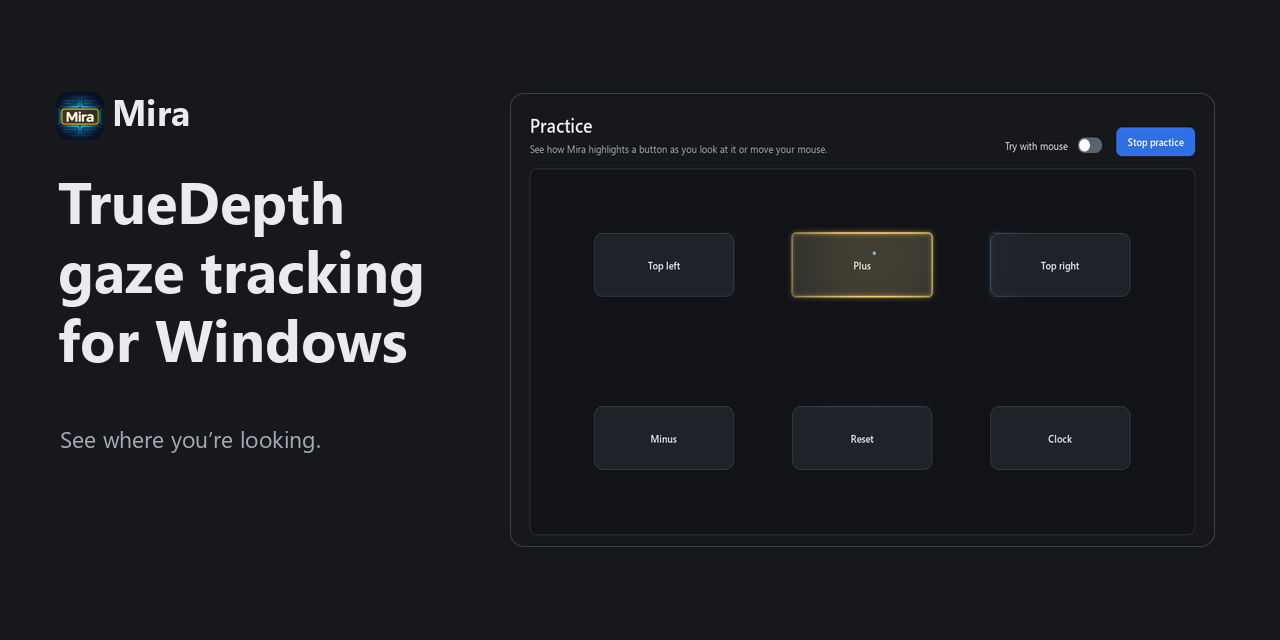 Mira
Mira
TrueDepth
gaze tracking
for Windows
See where you’re looking.
Practice
See how Mira highlights a button as you look at it or move your mouse.
Try with mouse
Stop practice
Top left
Plus
Top right
Minus
Reset
Clock